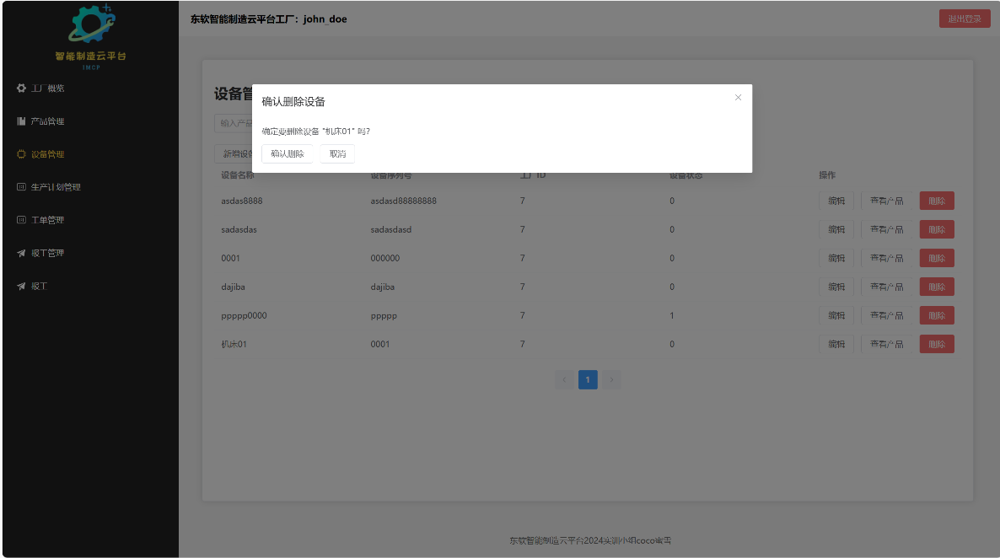 智能制造云平台
IMCP
工厂概览
产品管理
设备管理
生产计划管理
工单管理
报工管理
报工
东软智能制造云平台工厂：john_doe
退出登录
设备管
输入产品
新增设备
确认删除设备
确定要删除设备 "机床01" 吗?
确认删除 取消
设备名称 设备序列号 工厂ID 设备状态 操作
asdas8888 asdasd88888888 7 0 编辑 查看产品 删除
sadasdas sadasdasd 7 0 编辑 查看产品 删除
0001 000000 7 0 编辑 查看产品 删除
dajiba dajiba 7 0 编辑 查看产品 删除
ppppp0000 ppppp 7 1 编辑 查看产品 删除
机床01 0001 7 0 编辑 查看产品 删除
1
东软智能制造云平台2024实训小组coco蜜雪